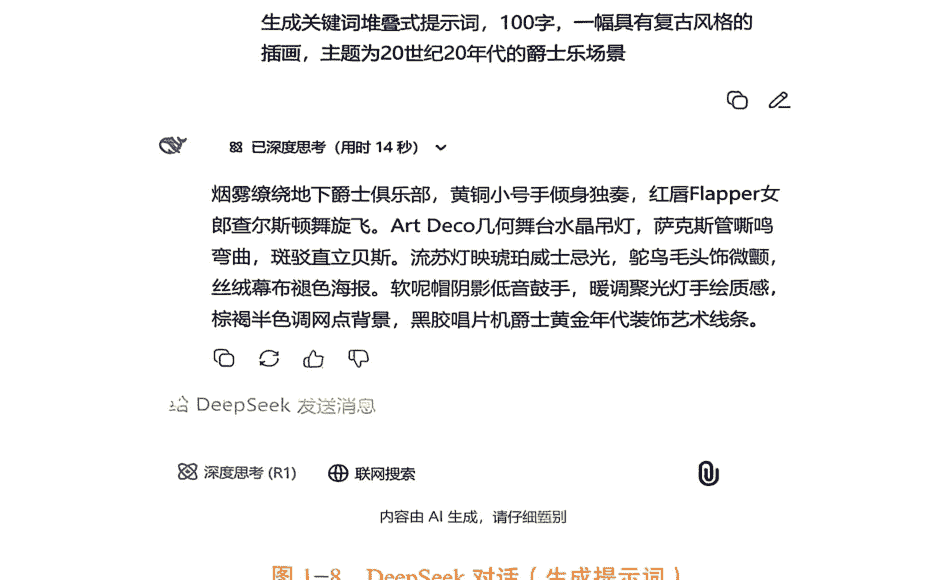 生成关键词堆叠式提示词，100字，一幅具有复古风格的
插画，主题为20世纪20年代的爵士乐场景
已深度思考（用时 14 秒）
烟雾缭绕地下爵士俱乐部，黄铜小号手倾身独奏，红唇Flapper女
郎查尔斯顿舞旋飞。Art Deco几何舞台水晶吊灯，萨克斯管嘶鸣
弯曲，斑驳直立贝斯。流苏灯映琥珀威士忌光，鸵鸟毛头饰微颤，
丝绒幕布褪色海报。软呢帽阴影低音鼓手，暖调聚光灯手绘质感，
棕褐半色调网点背景，黑胶唱片机爵士黄金年代装饰艺术线条。
给 DeepSeek 发送消息
深度思考 (R1) 联网搜索
内容由 AI 生成，请仔细甄别
图 1-8 DeepSeek 对话（生成提示词）